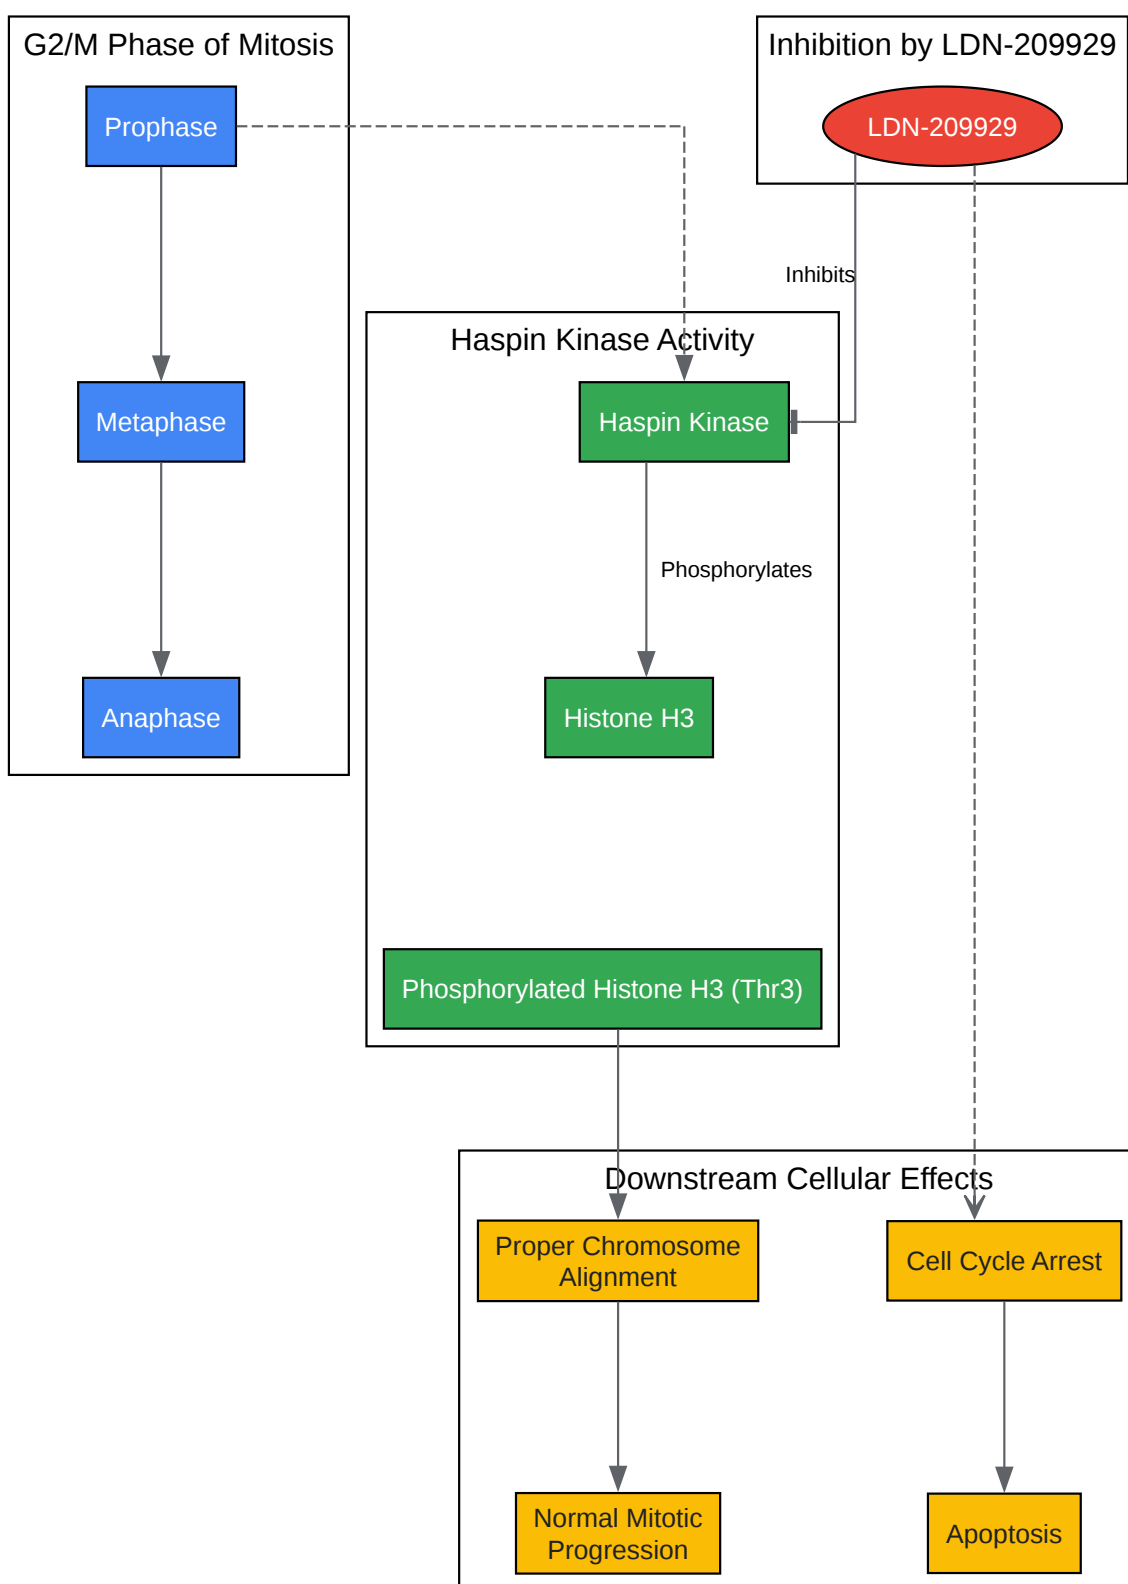 G2/M Phase of Mitosis
Prophase
Metaphase
Anaphase
Inhibition by LDN-209929
LDN-209929
Inhibits
Haspin Kinase Activity
Haspin Kinase
Phosphorylates
Histone H3
Phosphorylated Histone H3 (Thr3)
Downstream Cellular Effects
Proper Chromosome
Alignment
Cell Cycle Arrest
Normal Mitotic
Progression
Apoptosis